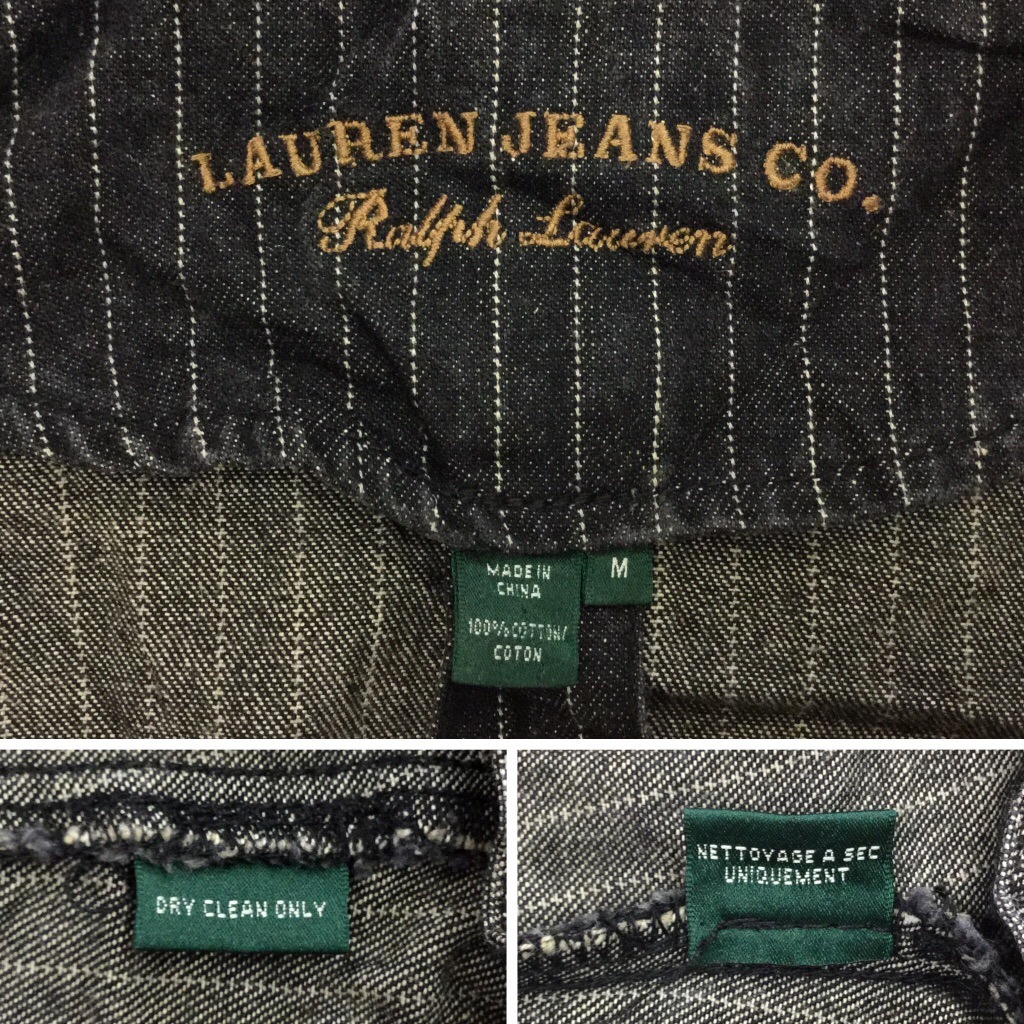 LAUREN JEANS CO.
Ralph Lauren
MADE IN
CHINA
100% COTTON/
COTON
M
DRY CLEAN ONLY
NETTOYAGE A SEC
UNIQUEMENT